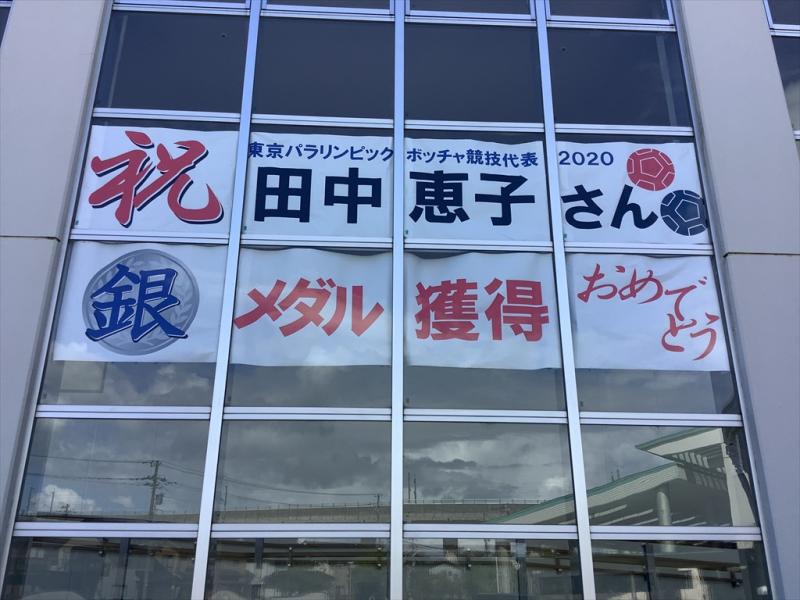 祝 東京パラリンピック ボッチャ競技代表 2020
田中 恵子 さん
銀 メダル 獲得 おめで
とう